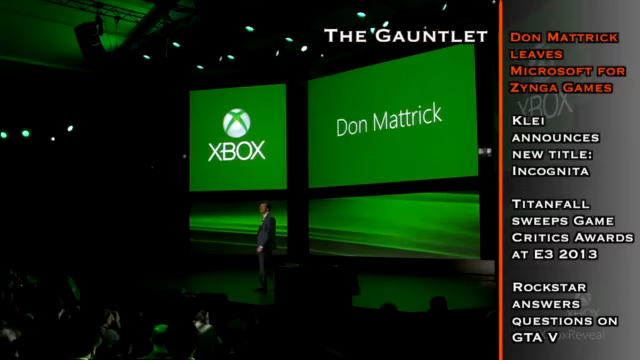 The Gauntlet
XBOX
Don Mattrick
Don Mattrick
leaves
Microsoft for
Zynga Games
Klei
announces
new title:
Incognita
Titanfall
sweeps Game
Critics Awards
at E3 2013
Rockstar
answers
questions on
GTA V